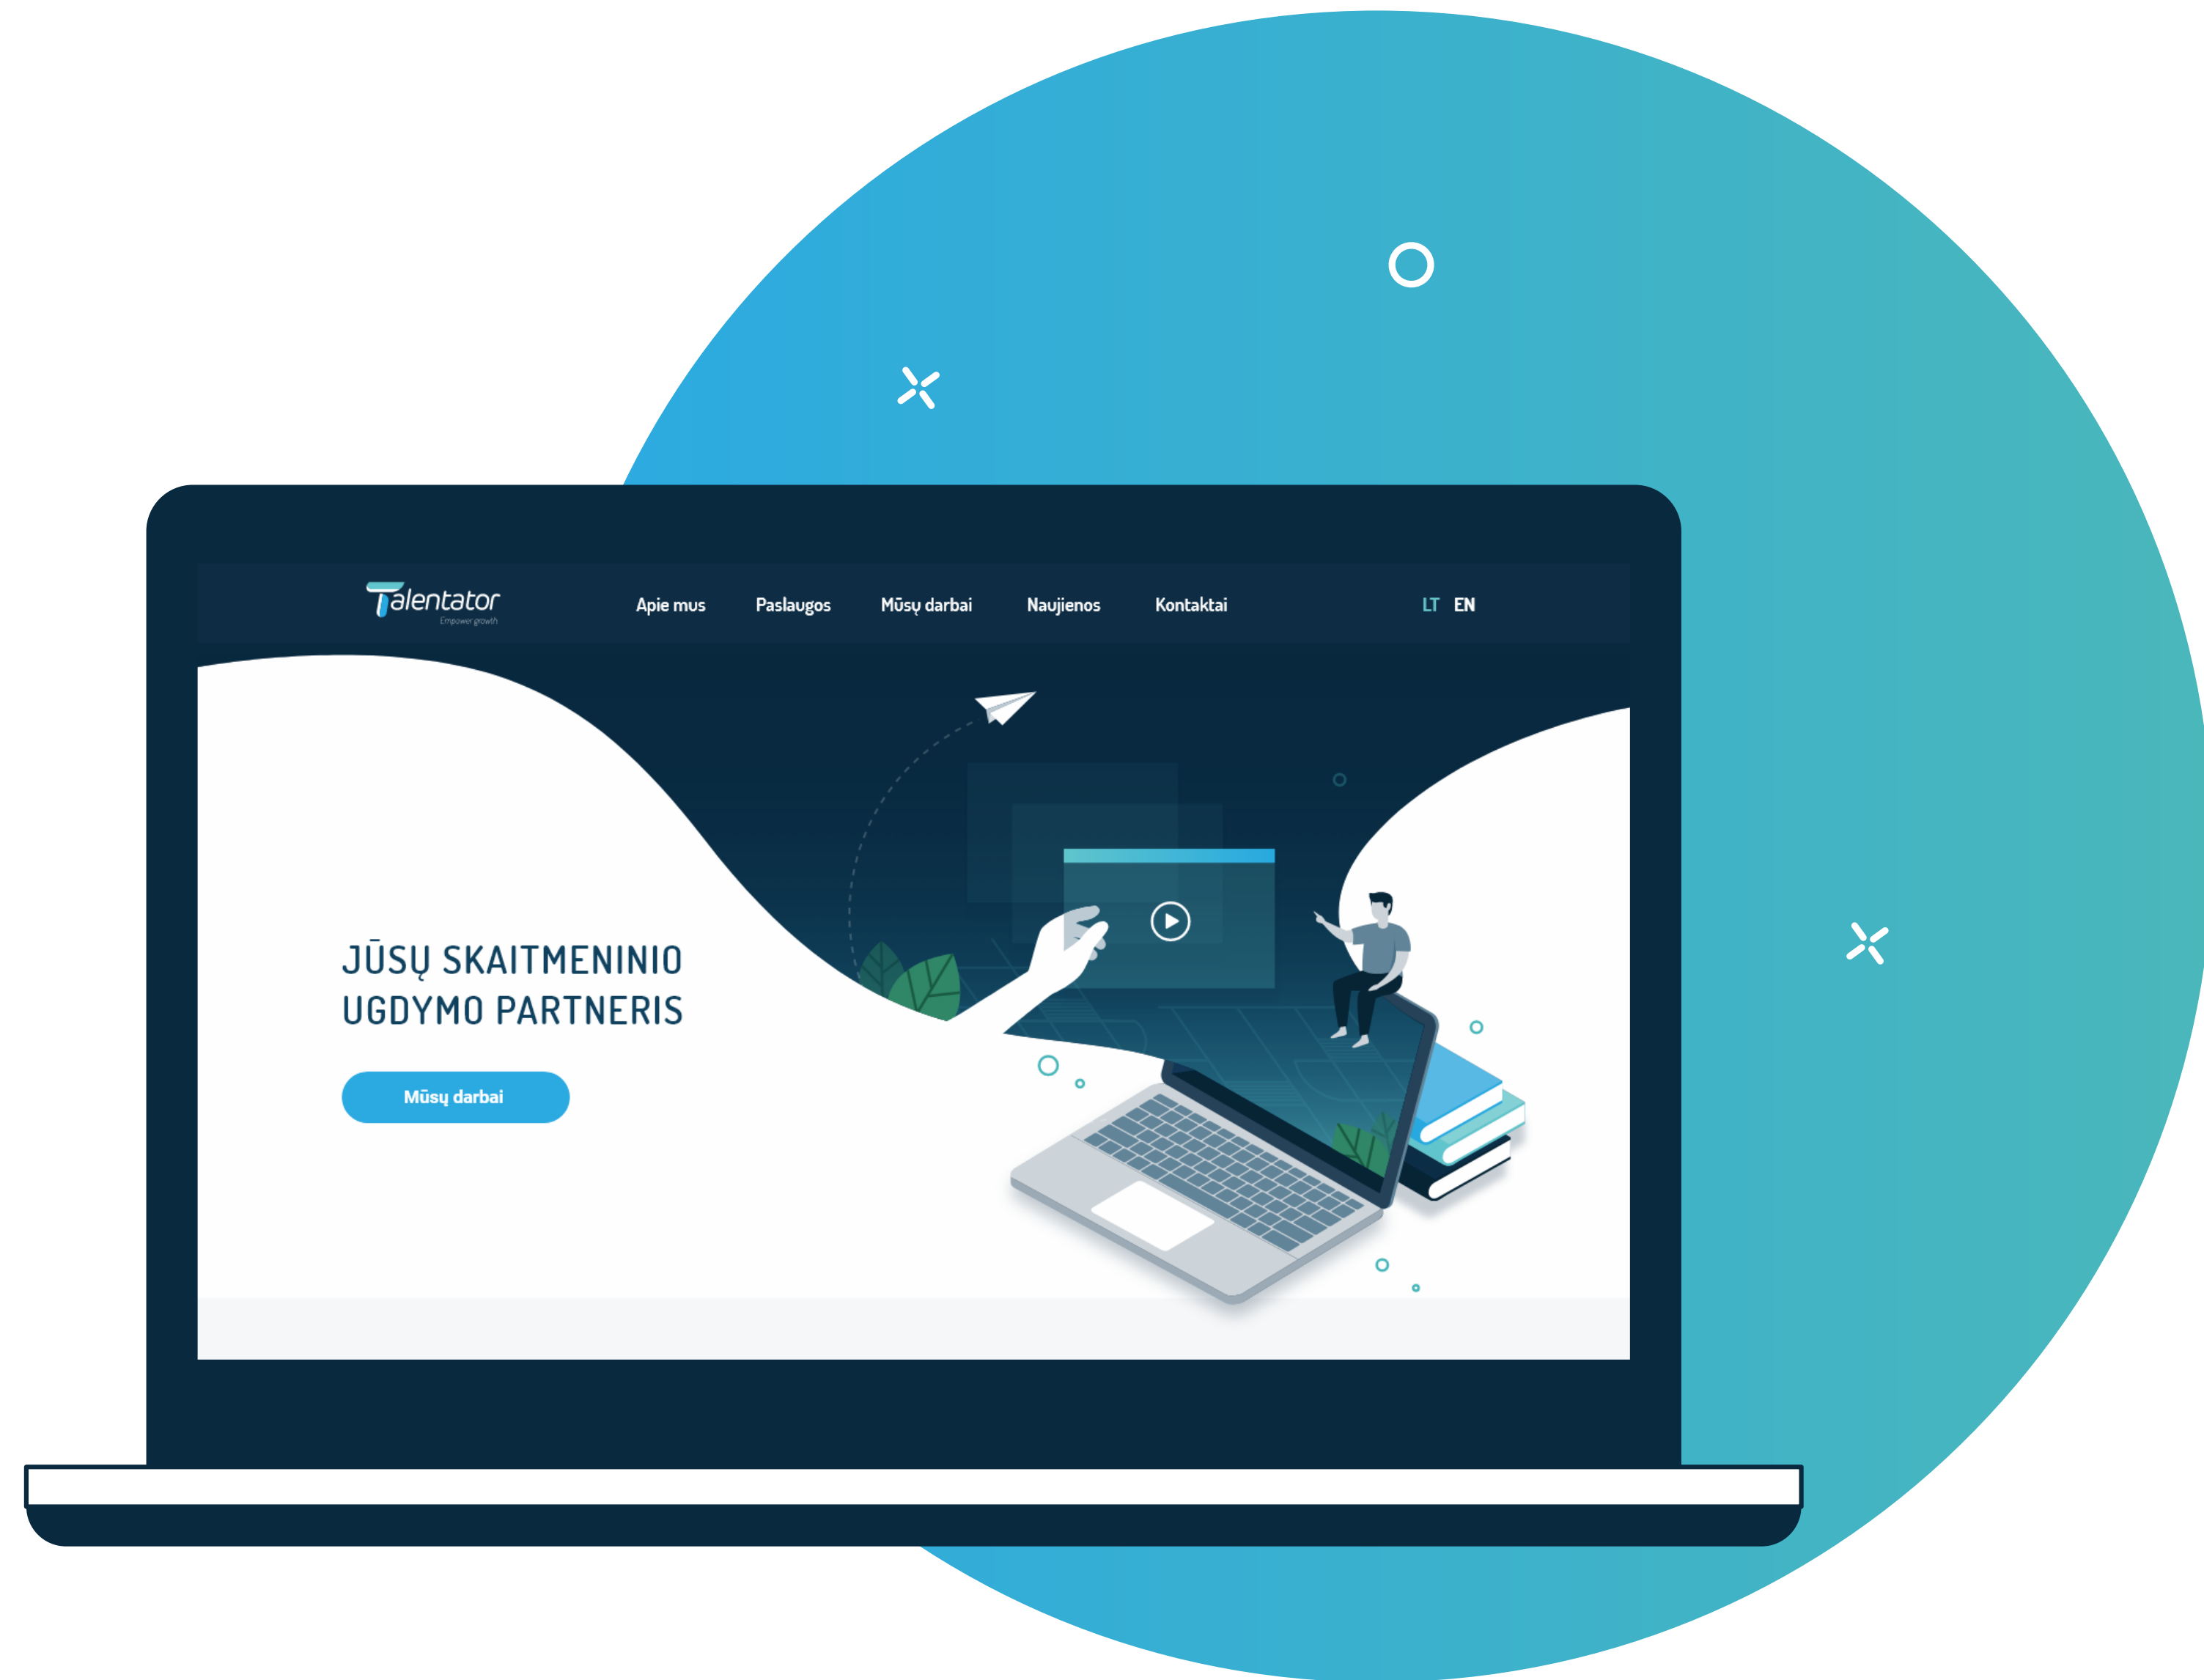 Talentator
Empower growth
Apie mus Paslaugos Mūsų darbai Naujienos Kontaktai LT EN
JŪSŲ SKAITMENINIO
UGDYMO PARTNERIS
Mūsų darbai